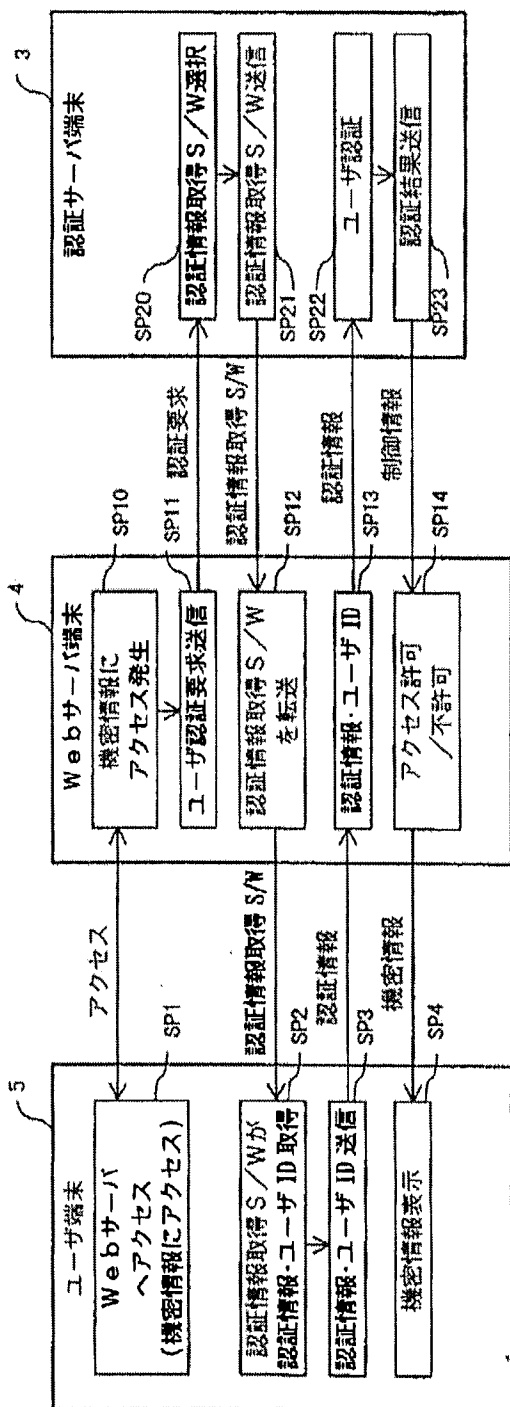 5
ユーザ端末
Webサーバ
へアクセス
(機密情報にアクセス)
SP1
認証情報取得S/Wが
認証情報・ユーザID取得
SP2
認証情報・ユーザID送信
SP3
機密情報表示
SP4
アクセス
認証情報取得S/W
認証情報
機密情報
4
Webサーバ端末
機密情報に
アクセス発生
SP10
ユーザ認証要求送信
SP11
認証情報取得S/W
を転送
SP12
認証情報・ユーザID
SP13
アクセス許可
/不許可
SP14
認証要求
認証情報取得S/W
認証情報
制御情報
3
認証サーバ端末
SP20
認証情報取得S/W選択
認証情報取得S/W送信
SP21
SP22
ユーザ認証
認証結果送信
SP23